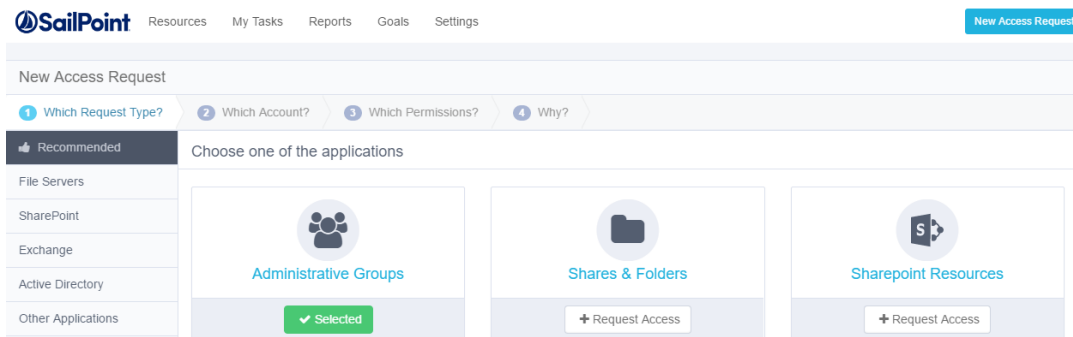 SailPoint Resources My Tasks Reports Goals Settings New Access Request
New Access Request
1 Which Request Type? 2 Which Account? 3 Which Permissions? 4 Why?
Recommended
File Servers
SharePoint
Exchange
Active Directory
Other Applications
Choose one of the applications
Administrative Groups
Selected
Shares & Folders
+ Request Access
Sharepoint Resources
+ Request Access